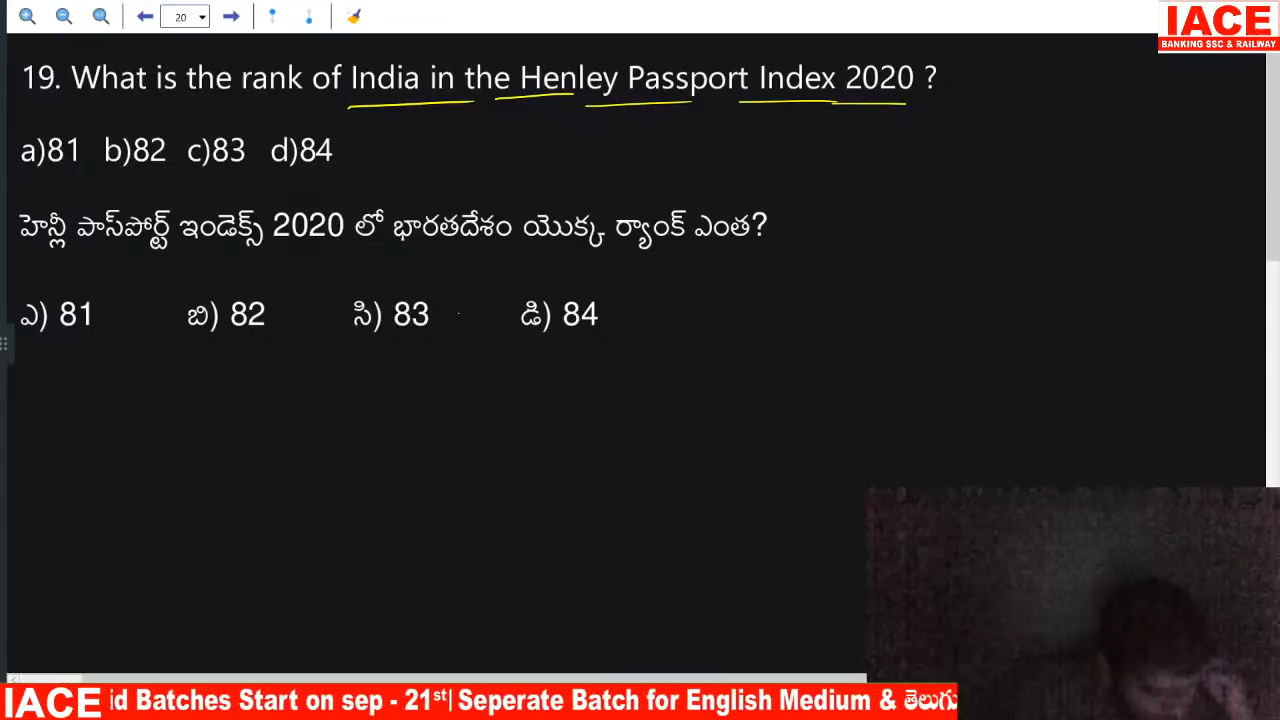 20
IACE
BANKING SSC & RAILWAY
19. What is the rank of India in the Henley Passport Index 2020 ?
a)81 b)82 c)83 d)84
హెన్లీ పాస్‌పోర్ట్ ఇండెక్స్ 2020 లో భారతదేశం యొక్క ర్యాంక్ ఎంత?
ఎ) 81 బి) 82 సి) 83 డి) 84
IACE id Batches Start on sep - 21st| Seperate Batch for English Medium & తెలుగు